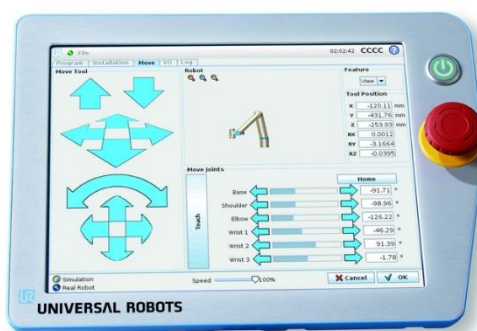 File 02:02:42 CCCC ?
Program Installation Move I/O Log
Move Tool
Robot
Feature
View
Tool Position
X -120.11 mm
Y -431.76 mm
Z -253.93 mm
RX 0.0012
RY -3.1664
RZ -0.0395
Move Joints
Teach
Home
Base -91.71 °
Shoulder -98.96 °
Elbow -126.22 °
Wrist 1 -46.29 °
Wrist 2 91.39 °
Wrist 3 -1.78 °
Simulation
Real Robot
Speed 100%
Cancel OK
UNIVERSAL ROBOTS